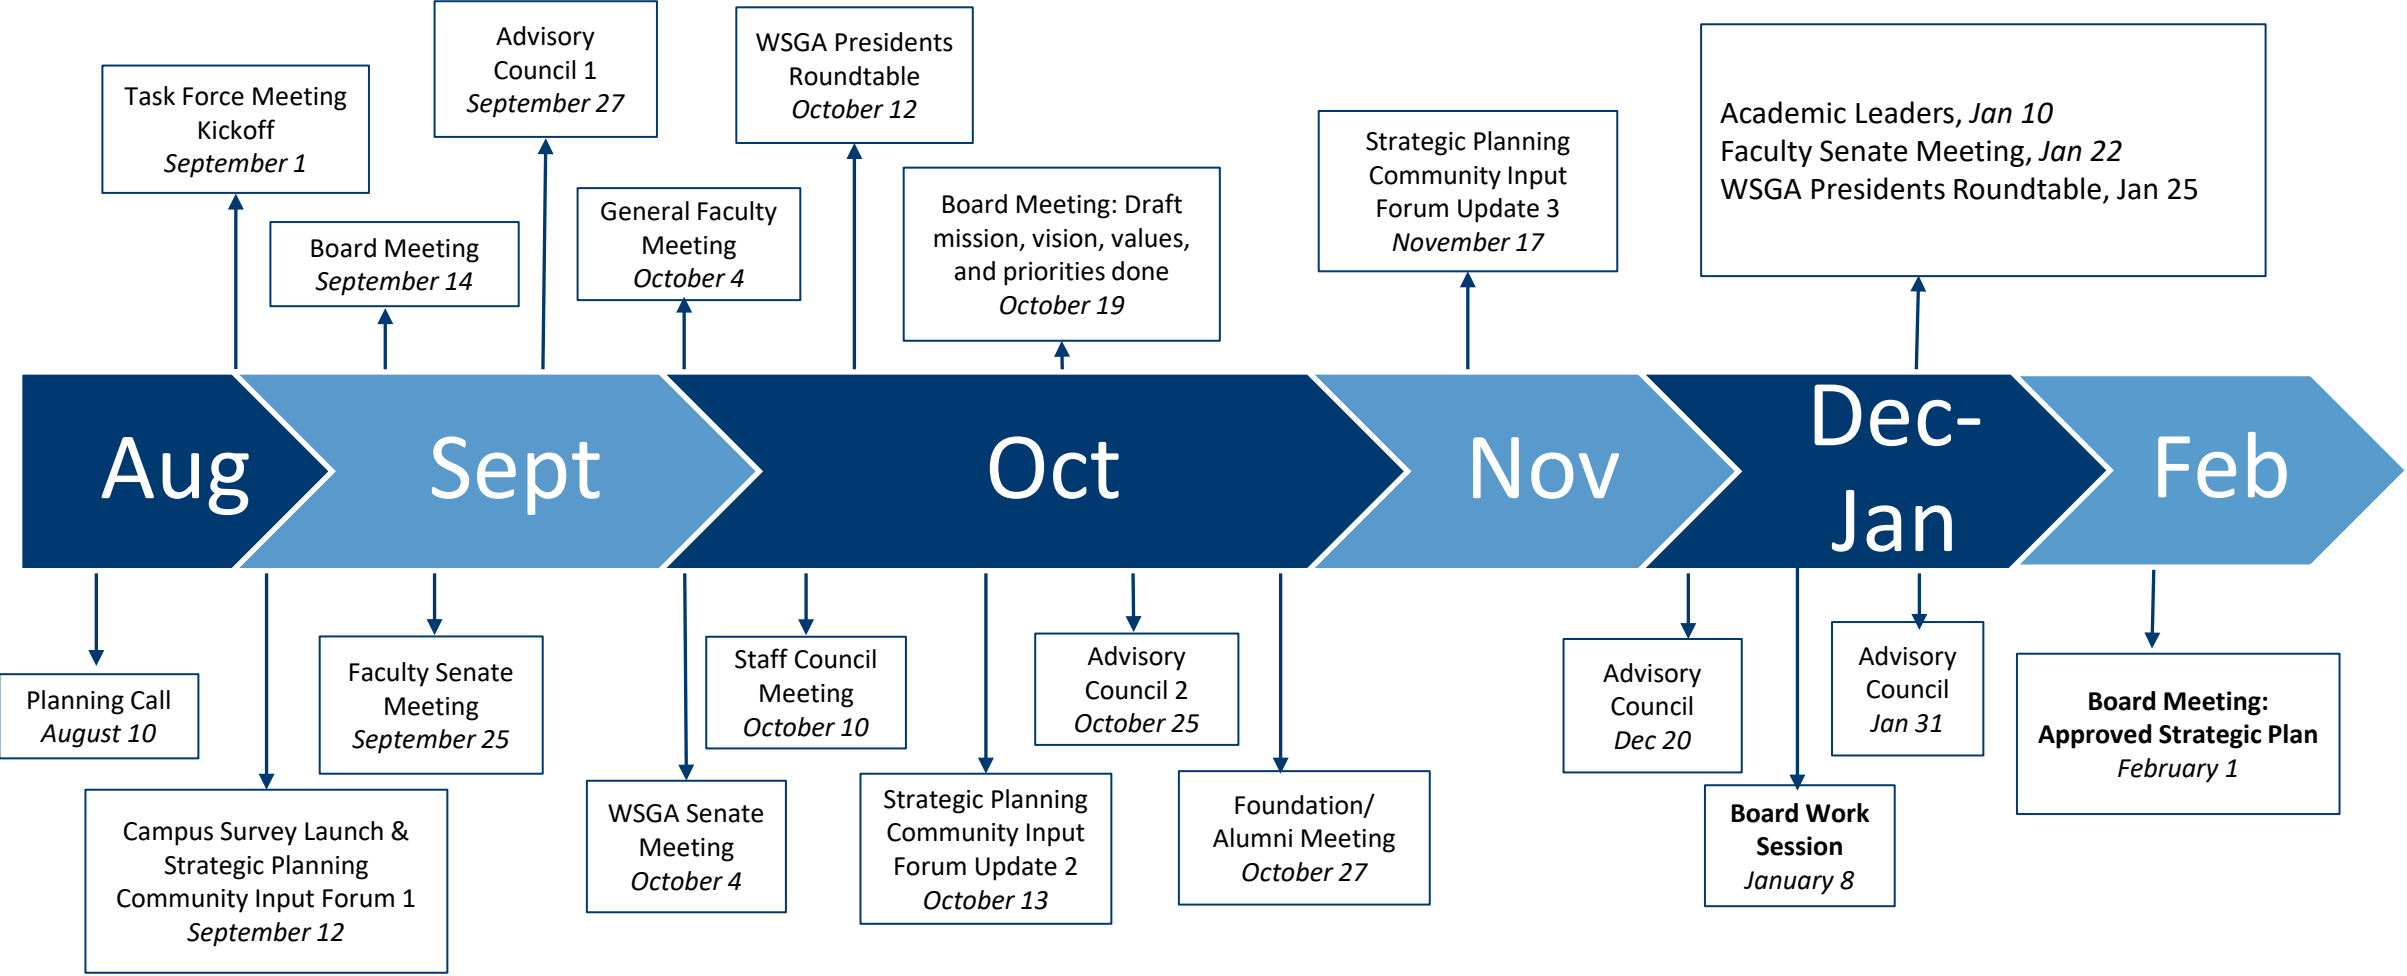 Advisory
Council 1
September 27
WSGA Presidents
Roundtable
October 12
Task Force Meeting
Kickoff
September 1
Academic Leaders, Jan 10
Faculty Senate Meeting, Jan 22
WSGA Presidents Roundtable, Jan 25
Strategic Planning
Community Input
Forum Update 3
November 17
General Faculty
Meeting
October 4
Board Meeting: Draft
mission, vision, values,
and priorities done
October 19
Board Meeting
September 14
Aug
Sept
Oct
Nov
Dec-
Jan
Feb
Planning Call
August 10
Faculty Senate
Meeting
September 25
Staff Council
Meeting
October 10
Advisory
Council 2
October 25
Advisory
Council
Dec 20
Advisory
Council
Jan 31
Board Meeting:
Approved Strategic Plan
February 1
Campus Survey Launch &
Strategic Planning
Community Input Forum 1
September 12
WSGA Senate
Meeting
October 4
Strategic Planning
Community Input
Forum Update 2
October 13
Foundation/
Alumni Meeting
October 27
Board Work
Session
January 8